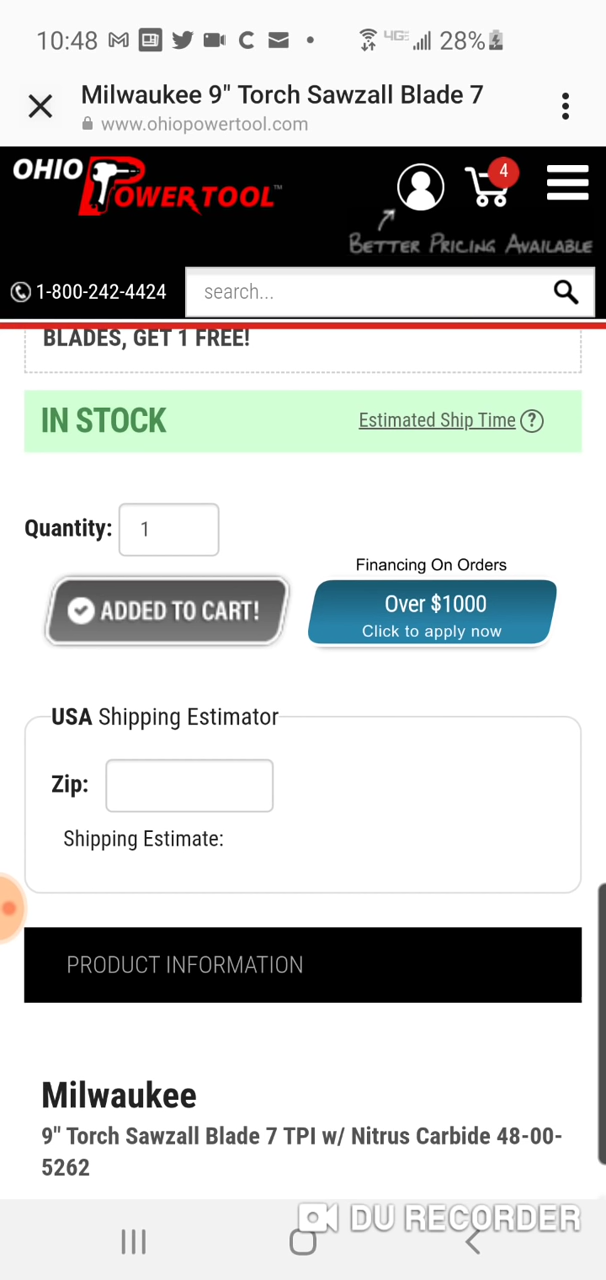 10:48
4GE
28%
Milwaukee 9" Torch Sawzall Blade 7
www.ohiopowertool.com
OHIO POWER TOOL™
4
BETTER PRICING AVAILABLE
1-800-242-4424
search...
BLADES, GET 1 FREE!
IN STOCK
Estimated Ship Time ?
Quantity: 1
Financing On Orders
ADDED TO CART!
Over $1000
Click to apply now
USA Shipping Estimator
Zip:
Shipping Estimate:
PRODUCT INFORMATION
Milwaukee
9" Torch Sawzall Blade 7 TPI w/ Nitrus Carbide 48-00-
5262
DU RECORDER